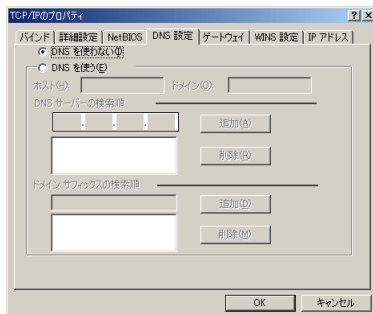 TCP/IPのプロパティ
バインド 詳細設定 NetBIOS DNS 設定 ゲートウェイ WINS 設定 IP アドレス
DNS を使わない(I)
DNS を使う(E)
ホスト(H): ドメイン(O):
DNS サーバーの検索順
追加(A)
削除(R)
ドメイン サフィックスの検索順
追加(D)
削除(M)
OK キャンセル